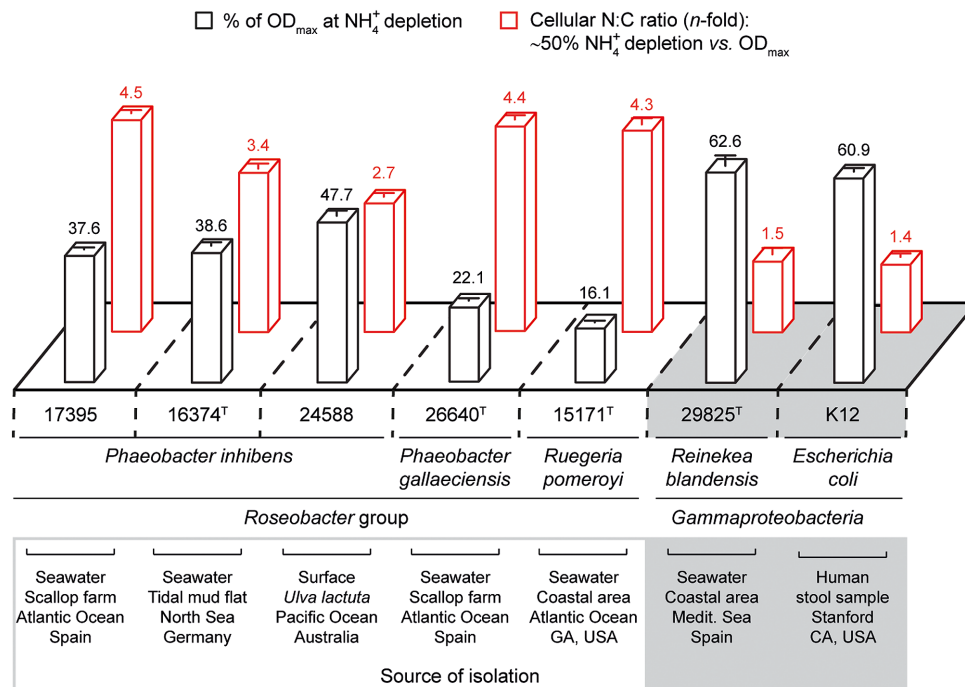 % of ODmax at NH4+ depletion
Cellular N:C ratio (n-fold):
~50% NH4+ depletion vs. ODmax
4.5
4.4
4.3
3.4
62.6
60.9
47.7
2.7
37.6
38.6
22.1
16.1
1.5
1.4
17395
16374T
24588
26640T
15171T
29825T
K12
Phaeobacter inhibens
Phaeobacter
gallaeciensis
Ruegeria
pomeroyi
Reinekea
blandensis
Escherichia
coli
Roseobacter group
Gammaproteobacteria
Seawater
Scallop farm
Atlantic Ocean
Spain
Seawater
Tidal mud flat
North Sea
Germany
Surface
Ulva lactuta
Pacific Ocean
Australia
Seawater
Scallop farm
Atlantic Ocean
Spain
Seawater
Coastal area
Atlantic Ocean
GA, USA
Seawater
Coastal area
Medit. Sea
Spain
Human
stool sample
Stanford
CA, USA
Source of isolation